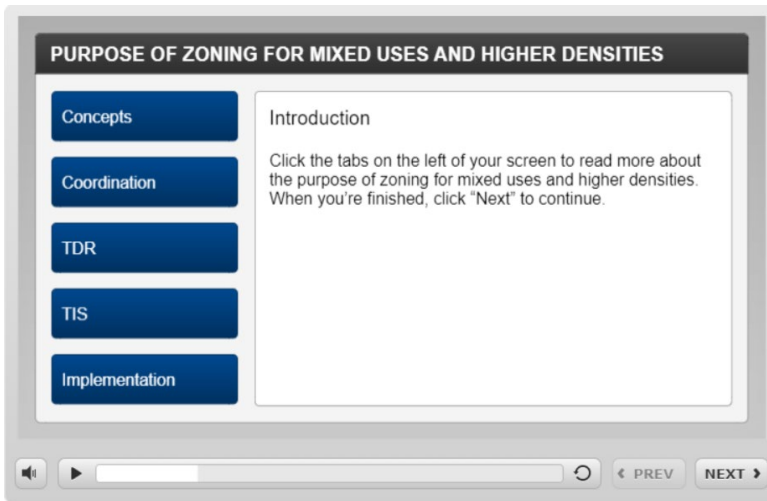 PURPOSE OF ZONING FOR MIXED USES AND HIGHER DENSITIES
Concepts
Coordination
TDR
TIS
Implementation
Introduction
Click the tabs on the left of your screen to read more about
the purpose of zoning for mixed uses and higher densities.
When you're finished, click “Next” to continue.
PREV
NEXT